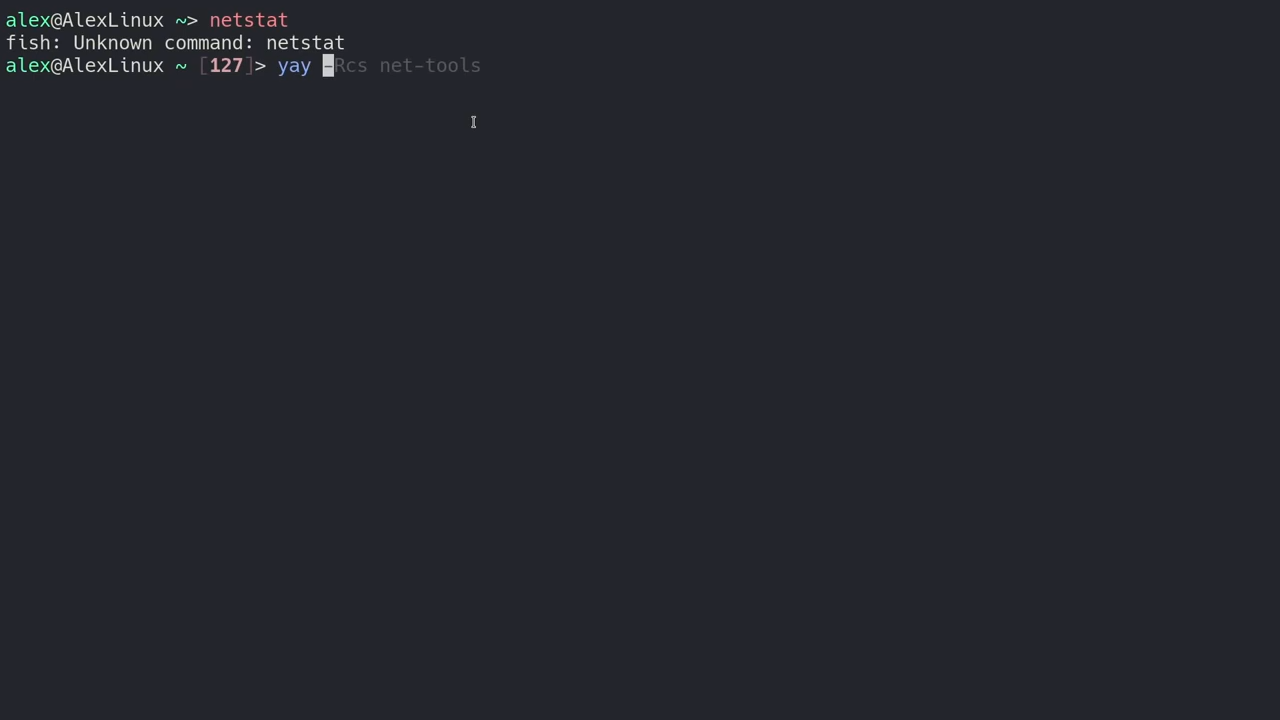 alex@AlexLinux ~> netstat
fish: Unknown command: netstat
alex@AlexLinux ~ [127]> yay -Rcs net-tools